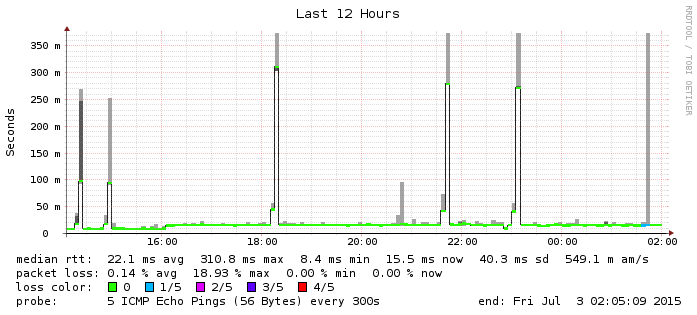 Last 12 Hours
RRDTOOL / TOBI OETIKER
Seconds
350 m
300 m
250 m
200 m
150 m
100 m
50 m
0
16:00 18:00 20:00 22:00 00:00 02:00
median rtt: 22.1 ms avg 310.8 ms max 8.4 ms min 15.5 ms now 40.3 ms sd 549.1 m am/s
packet loss: 0.14 % avg 18.93 % max 0.00 % min 0.00 % now
loss color: 0 1/5 2/5 3/5 4/5
probe: 5 ICMP Echo Pings (56 Bytes) every 300s end: Fri Jul 3 02:05:09 2015